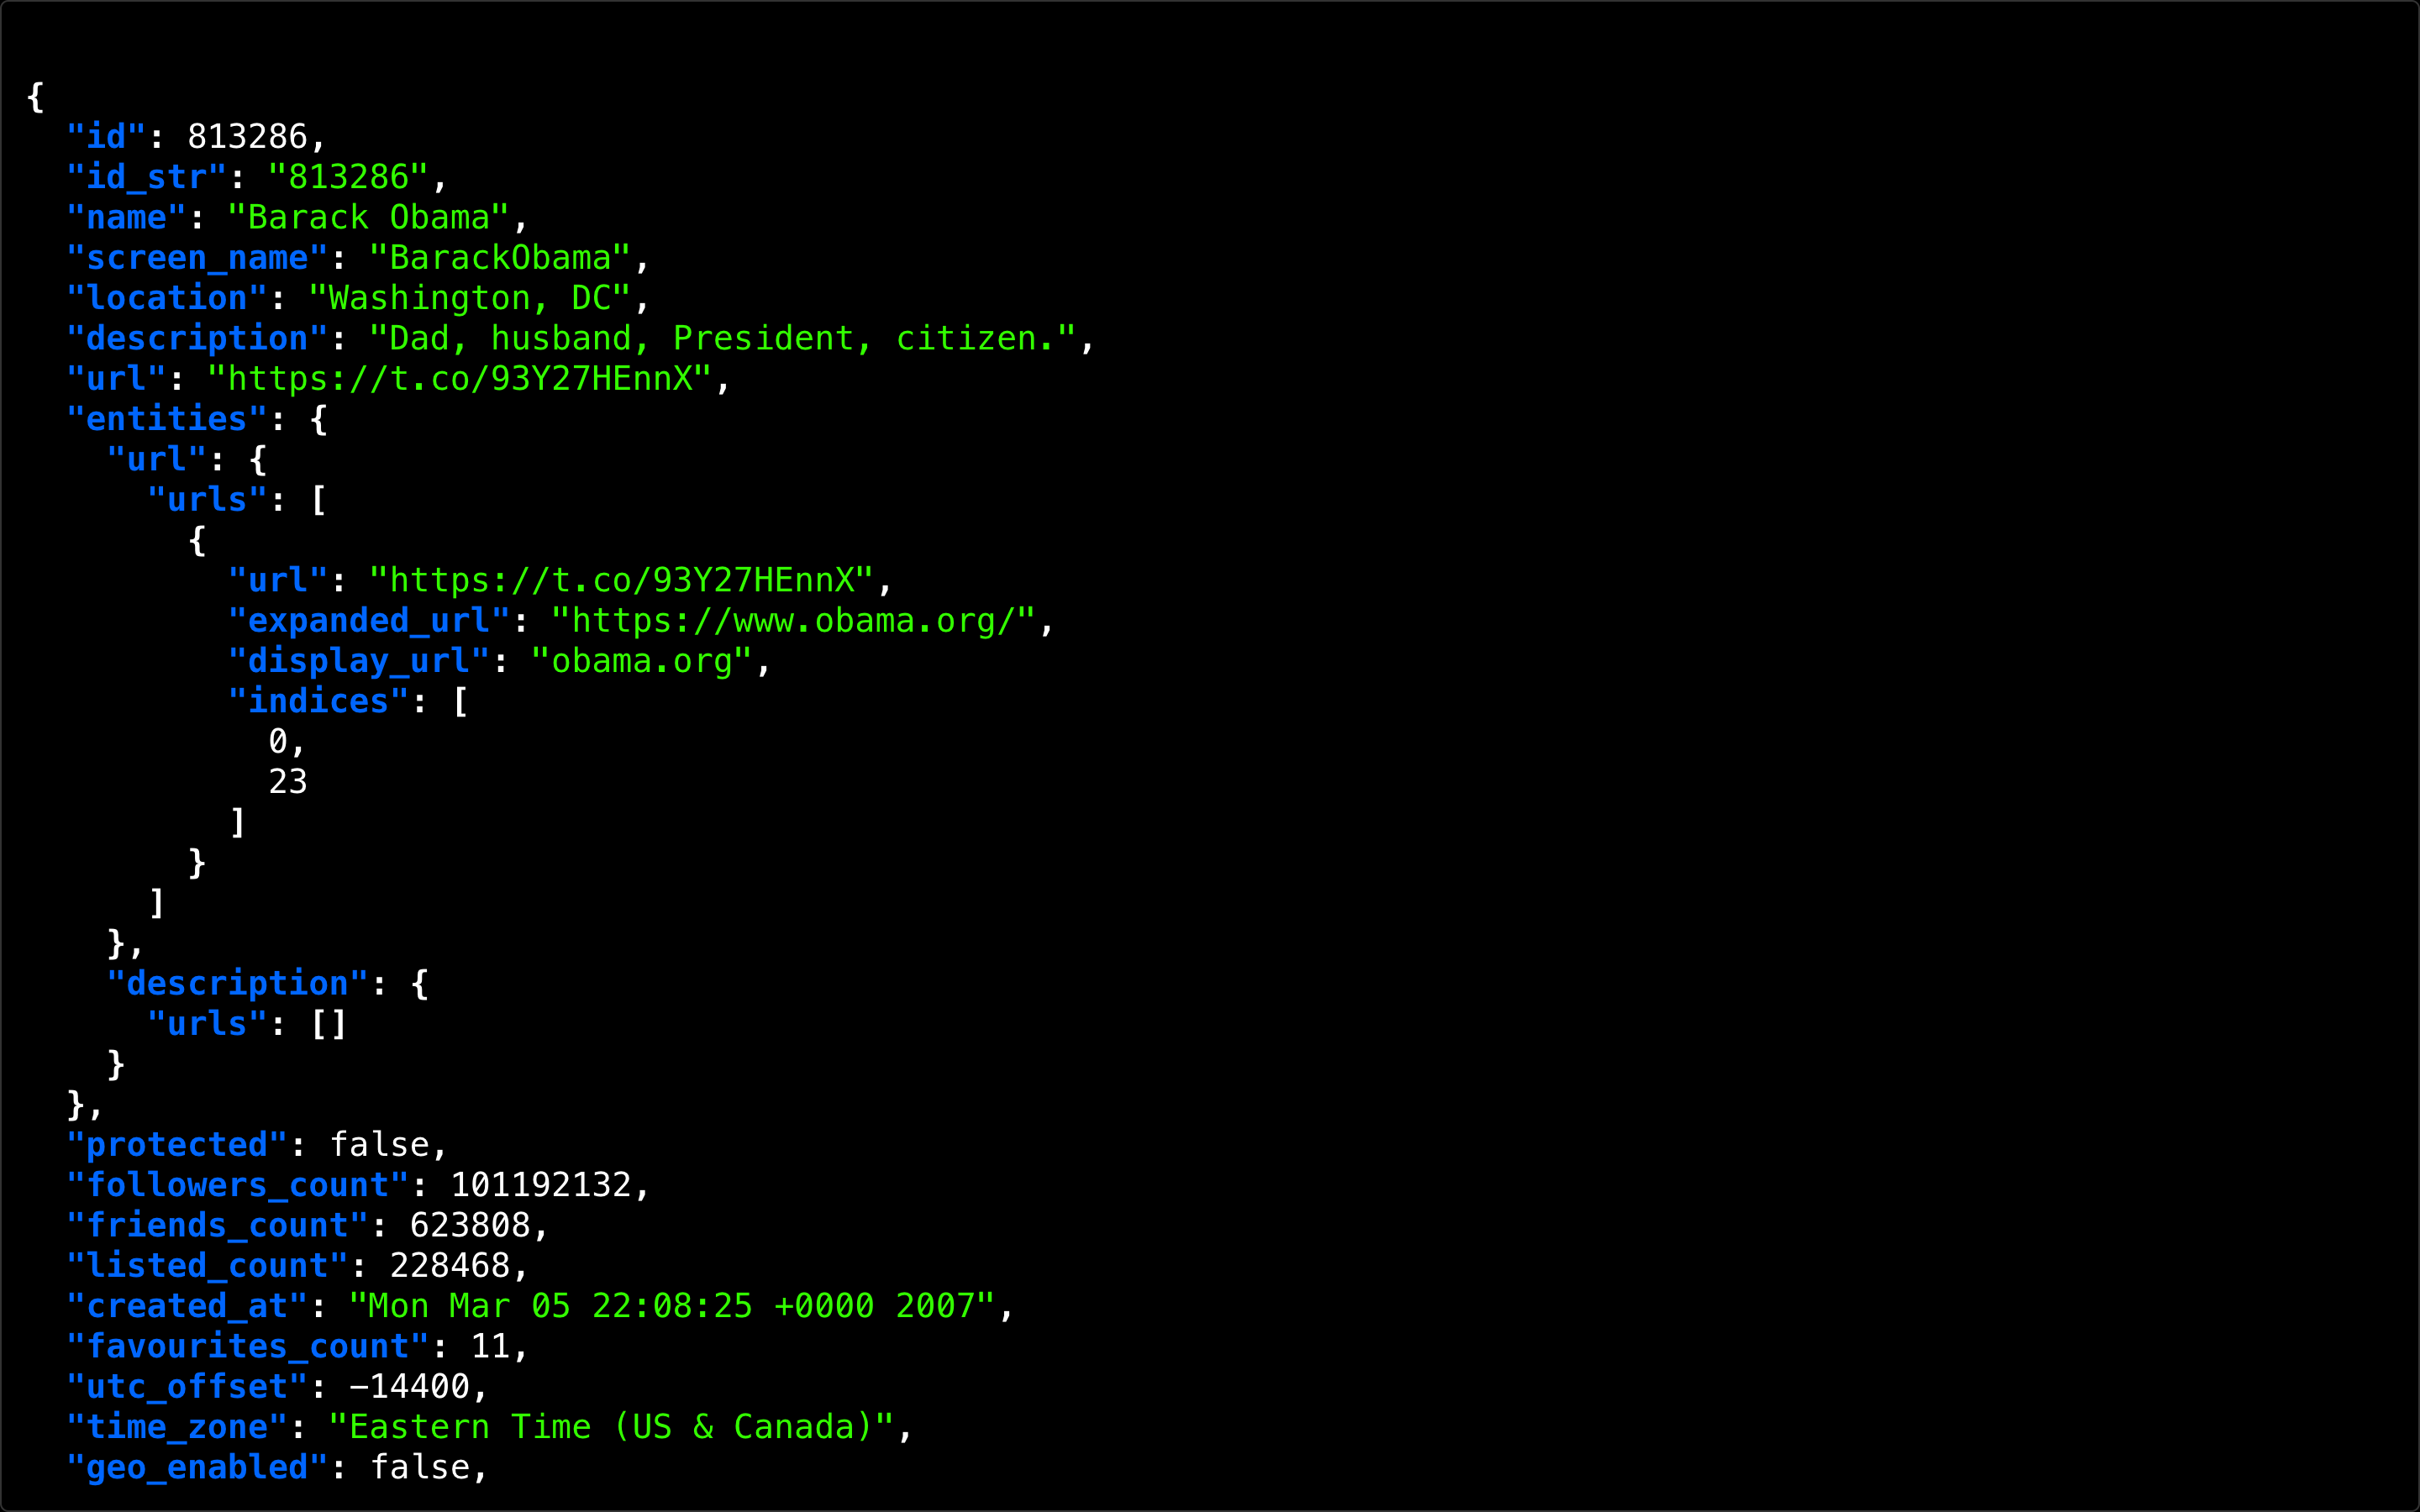 {
  "id": 813286,
  "id_str": "813286",
  "name": "Barack Obama",
  "screen_name": "BarackObama",
  "location": "Washington, DC",
  "description": "Dad, husband, President, citizen.",
  "url": "https://t.co/93Y27HEnnX",
  "entities": {
    "url": {
      "urls": [
        {
          "url": "https://t.co/93Y27HEnnX",
          "expanded_url": "https://www.obama.org/",
          "display_url": "obama.org",
          "indices": [
            0,
            23
          ]
        }
      ]
    },
    "description": {
      "urls": []
    }
  },
  "protected": false,
  "followers_count": 101192132,
  "friends_count": 623808,
  "listed_count": 228468,
  "created_at": "Mon Mar 05 22:08:25 +0000 2007",
  "favourites_count": 11,
  "utc_offset": −14400,
  "time_zone": "Eastern Time (US & Canada)",
  "geo_enabled": false,